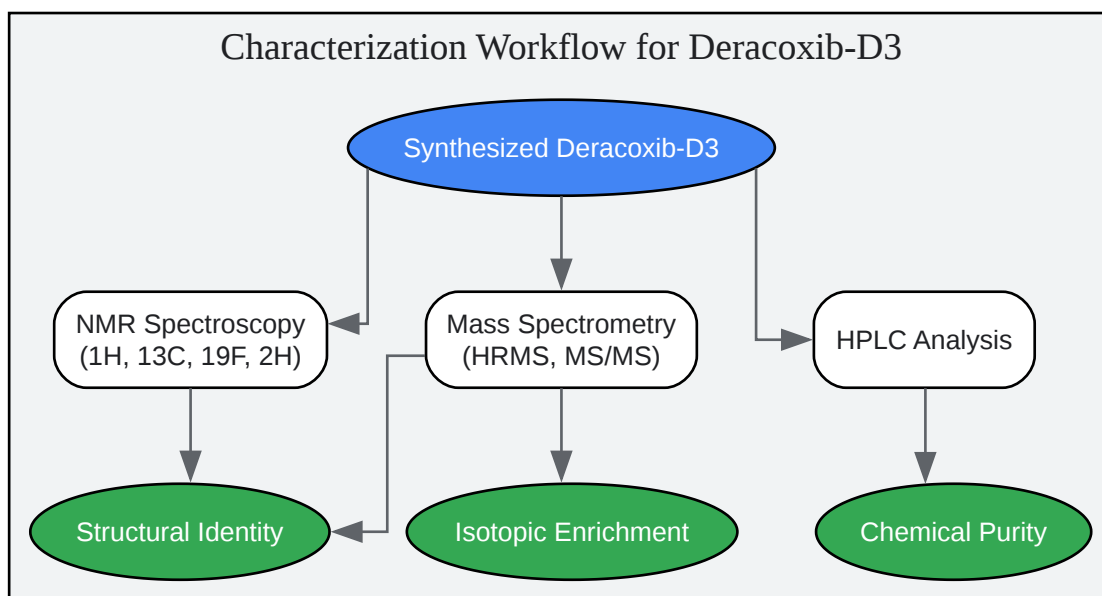 Characterization Workflow for Deracoxib-D3
Synthesized Deracoxib-D3
NMR Spectroscopy
(1H, 13C, 19F, 2H)
Mass Spectrometry
(HRMS, MS/MS)
HPLC Analysis
Structural Identity
Isotopic Enrichment
Chemical Purity